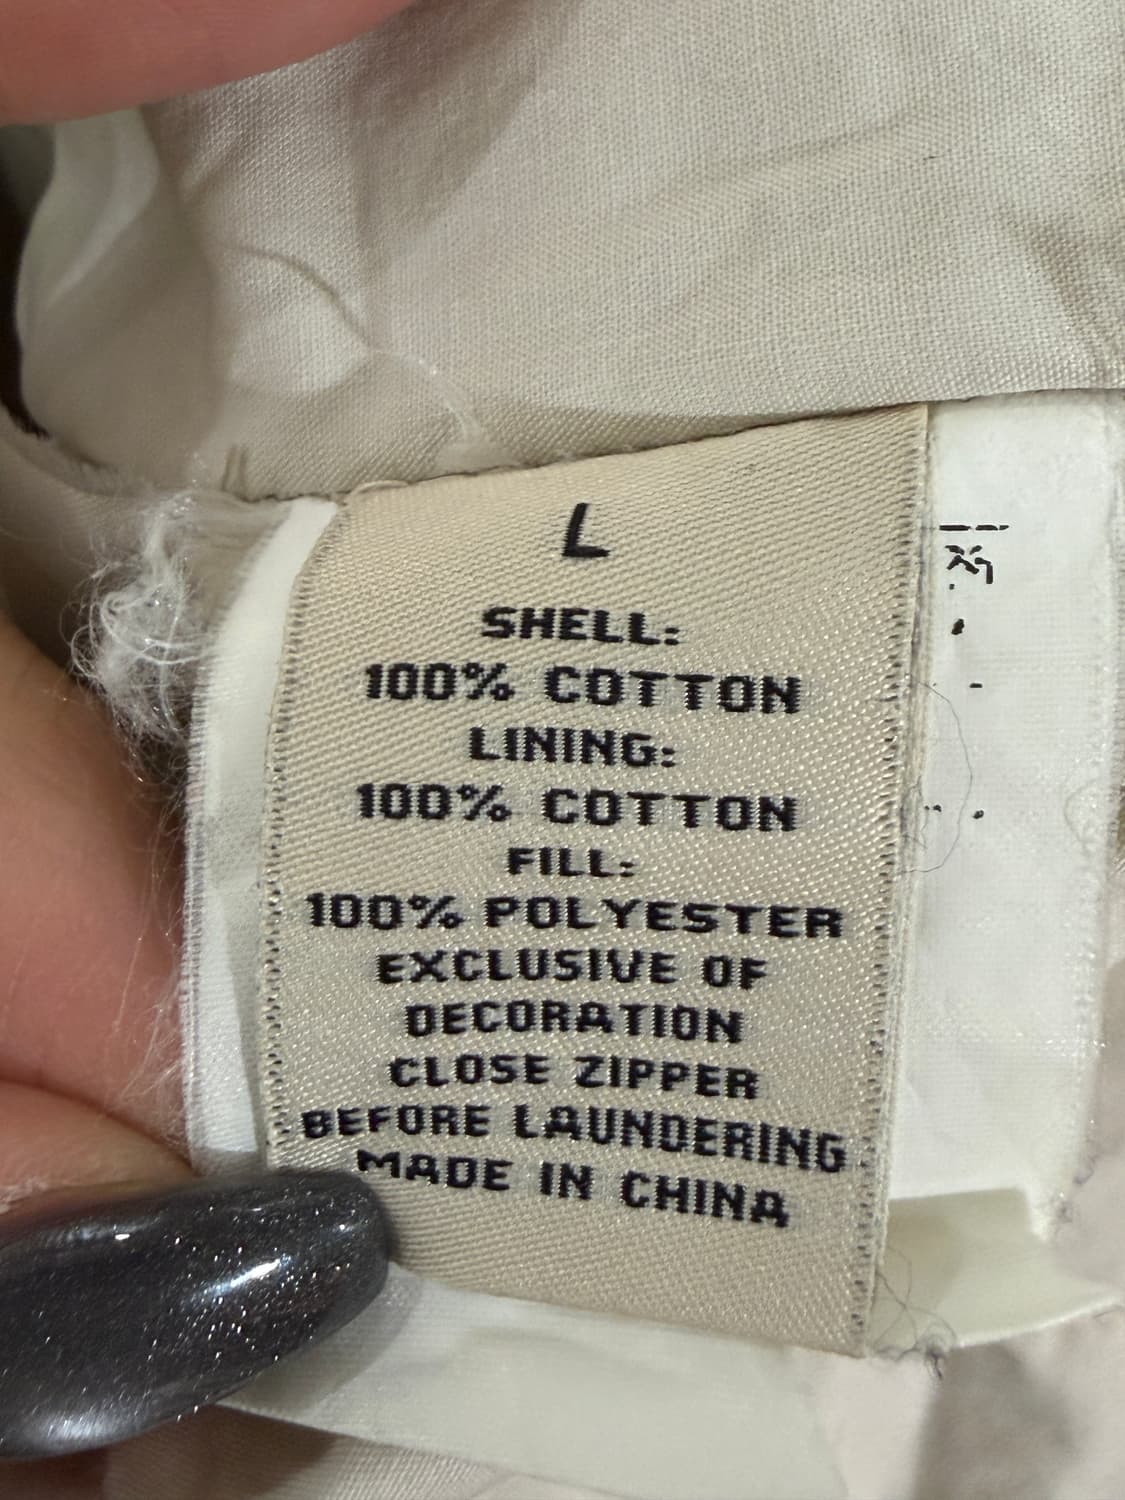 L
SHELL:
100% COTTON
LINING:
100% COTTON
FILL:
100% POLYESTER
EXCLUSIVE OF
DECORATION
CLOSE ZIPPER
BEFORE LAUNDERING
MADE IN CHINA